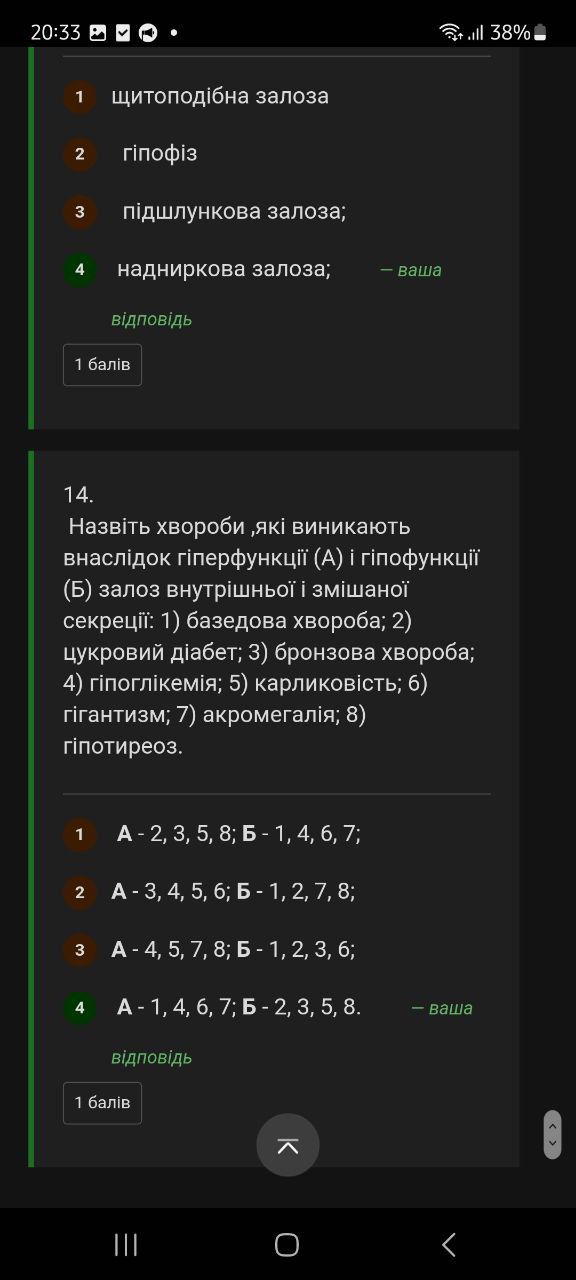 20:33
38%
1 щитоподібна залоза
2 гіпофіз
3 підшлункова залоза;
4 надниркова залоза; – ваша
відповідь
1 балів
14.
Назвіть хвороби ,які виникають
внаслідок гіперфункції (А) і гіпофункції
(Б) залоз внутрішньої і змішаної
секреції: 1) базедова хвороба; 2)
цукровий діабет; 3) бронзова хвороба;
4) гіпоглікемія; 5) карликовість; 6)
гігантизм; 7) акромегалія; 8)
гіпотиреоз.
1 А - 2, 3, 5, 8; Б - 1, 4, 6, 7;
2 А - 3, 4, 5, 6; Б - 1, 2, 7, 8;
3 А - 4, 5, 7, 8; Б - 1, 2, 3, 6;
4 А - 1, 4, 6, 7; Б - 2, 3, 5, 8. – ваша
відповідь
1 балів